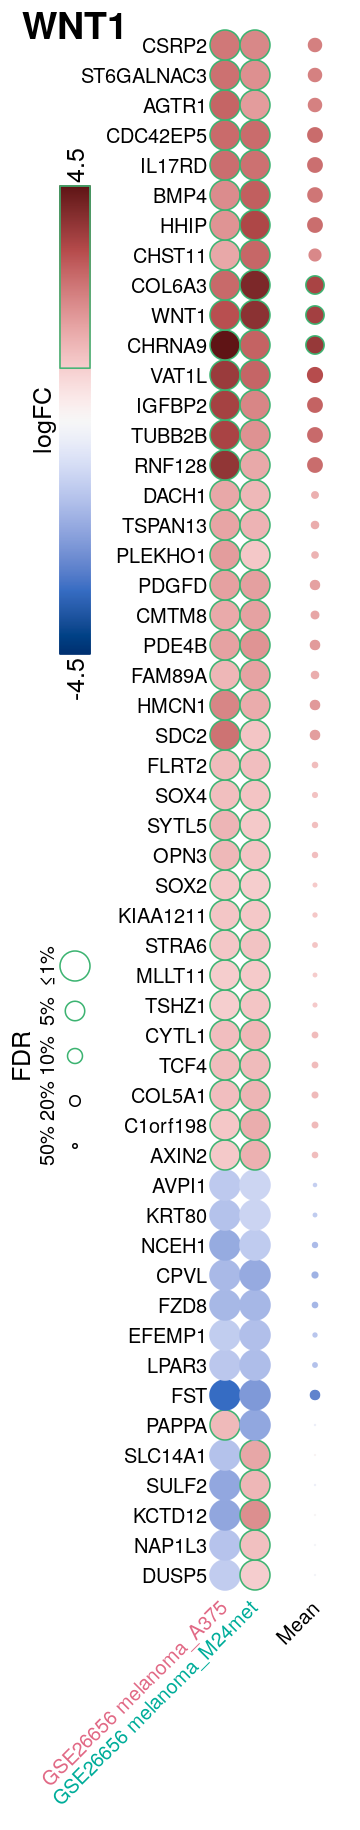 WNT1
CSRP2
ST6GALNAC3
AGTR1
CDC42EP5
IL17RD
BMP4
HHIP
CHST11
COL6A3
WNT1
CHRNA9
VAT1L
IGFBP2
TUBB2B
RNF128
DACH1
TSPAN13
PLEKHO1
PDGFD
CMTM8
PDE4B
FAM89A
HMCN1
SDC2
FLRT2
SOX4
SYTL5
OPN3
SOX2
KIAA1211
STRA6
MLLT11
TSHZ1
CYTL1
TCF4
COL5A1
C1orf198
AXIN2
AVPI1
KRT80
NCEH1
CPVL
FZD8
EFEMP1
LPAR3
FST
PAPPA
SLC14A1
SULF2
KCTD12
NAP1L3
DUSP5
logFC
4.5
-4.5
FDR
50% 20% 10% 5% ≤1%
GSE26656 melanoma_A375
GSE26656 melanoma_M24met
Mean